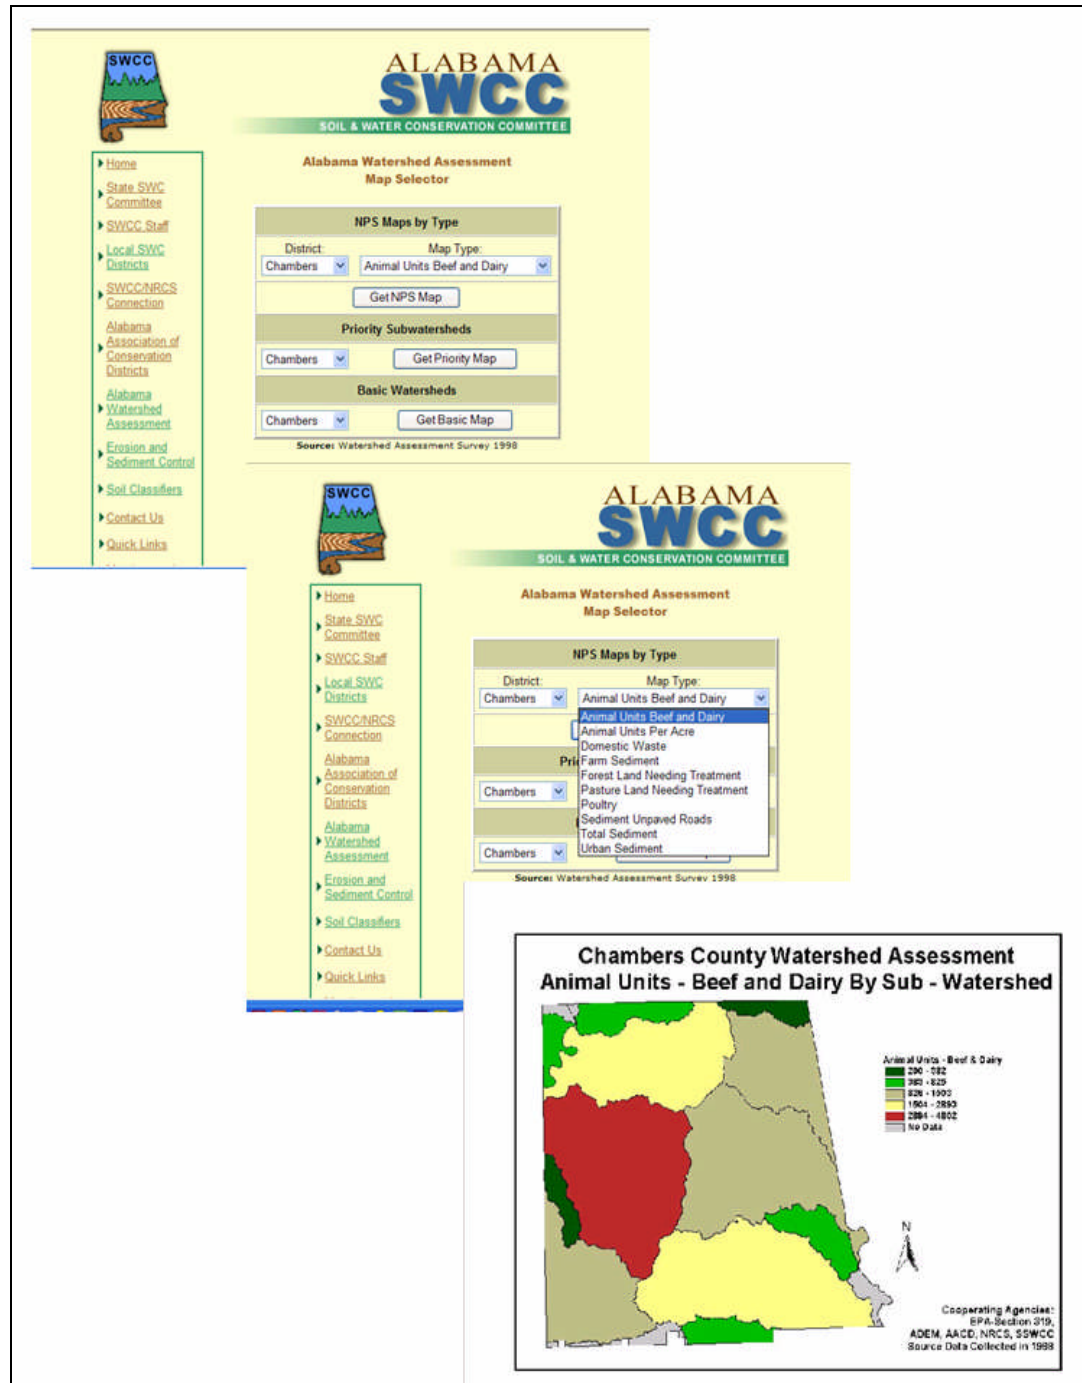 SWCC
ALABAMA
SWCC
SOIL & WATER CONSERVATION COMMITTEE
Home
State SWC
Committee
SWCC Staff
Local SWC
Districts
SWCC/NRCS
Connection
Alabama
Association of
Conservation
Districts
Alabama
Watershed
Assessment
Erosion and
Sediment Control
Soil Classifiers
Contact Us
Quick Links
Alabama Watershed Assessment
Map Selector
NPS Maps by Type
District: Map Type:
Chambers Animal Units Beef and Dairy
Get NPS Map
Priority Subwatersheds
Chambers Get Priority Map
Basic Watersheds
Chambers Get Basic Map
Source: Watershed Assessment Survey 1998
SWCC
ALABAMA
SWCC
SOIL & WATER CONSERVATION COMMITTEE
Home
State SWC
Committee
SWCC Staff
Local SWC
Districts
SWCC/NRCS
Connection
Alabama
Association of
Conservation
Districts
Alabama
Watershed
Assessment
Erosion and
Sediment Control
Soil Classifiers
Contact Us
Quick Links
Alabama Watershed Assessment
Map Selector
NPS Maps by Type
District: Map Type:
Chambers Animal Units Beef and Dairy
Animal Units Beef and Dairy
Animal Units Per Acre
Domestic Waste
Farm Sediment
Forest Land Needing Treatment
Pasture Land Needing Treatment
Poultry
Sediment Unpaved Roads
Total Sediment
Urban Sediment
Chambers
Chambers
Source: Watershed Assessment Survey 1998
Chambers County Watershed Assessment
Animal Units - Beef and Dairy By Sub - Watershed
Animal Units - Beef & Dairy
200 - 382
383 - 825
826 - 1503
1504 - 2893
2894 - 4802
No Data
N
Cooperating Agencies:
EPA-Section 319,
ADEM, AACD, NRCS, SSWCC
Source Data Collected in 1998